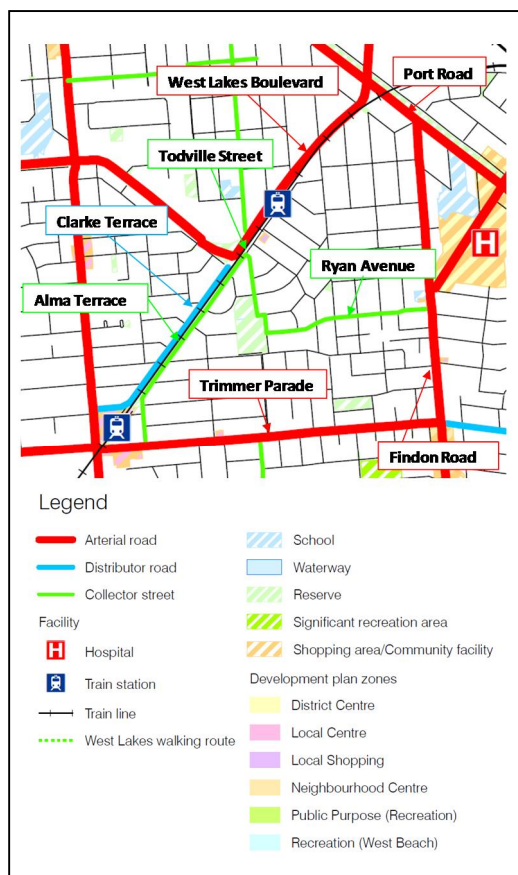 West Lakes Boulevard
Port Road
Todville Street
Clarke Terrace
Ryan Avenue
Alma Terrace
H
Trimmer Parade
Findon Road
Legend
Arterial road
Distributor road
Collector street
Facility
H Hospital
Train station
Train line
West Lakes walking route
School
Waterway
Reserve
Significant recreation area
Shopping area/Community facility
Development plan zones
District Centre
Local Centre
Local Shopping
Neighbourhood Centre
Public Purpose (Recreation)
Recreation (West Beach)